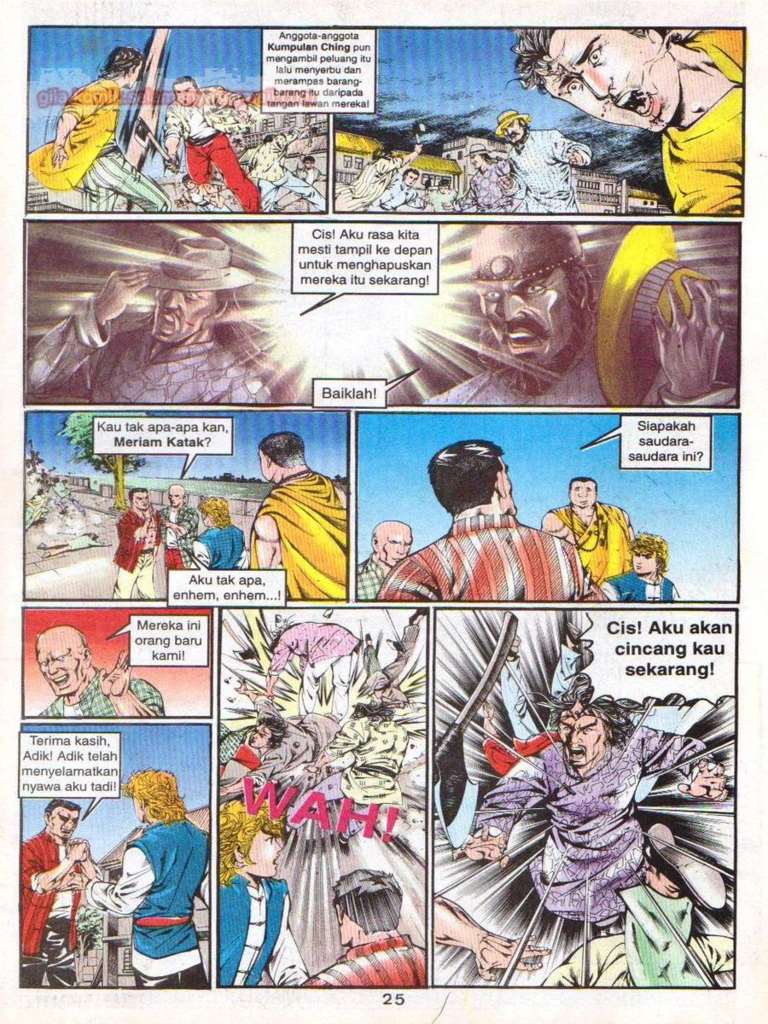 Anggota-anggota
Kumpulan Ching pun
mengambil peluang itu
lalu menyerbu dan
merampas barang-
barang daripada
tangan lawan mereka!
Cis! Aku rasa kita
mesti tampil ke depan
untuk menghapuskan
mereka itu sekarang!
Baiklah!
Kau tak apa-apa kan,
Meriam Katak?
Aku tak apa,
enhem, enhem...!
Siapakah
saudara-
saudara ini?
Mereka ini
orang baru
kami!
Terima kasih,
Adik! Adik telah
menyelamatkan
nyawa aku tadi!
WAH!
Cis! Aku akan
cincang kau
sekarang!
25